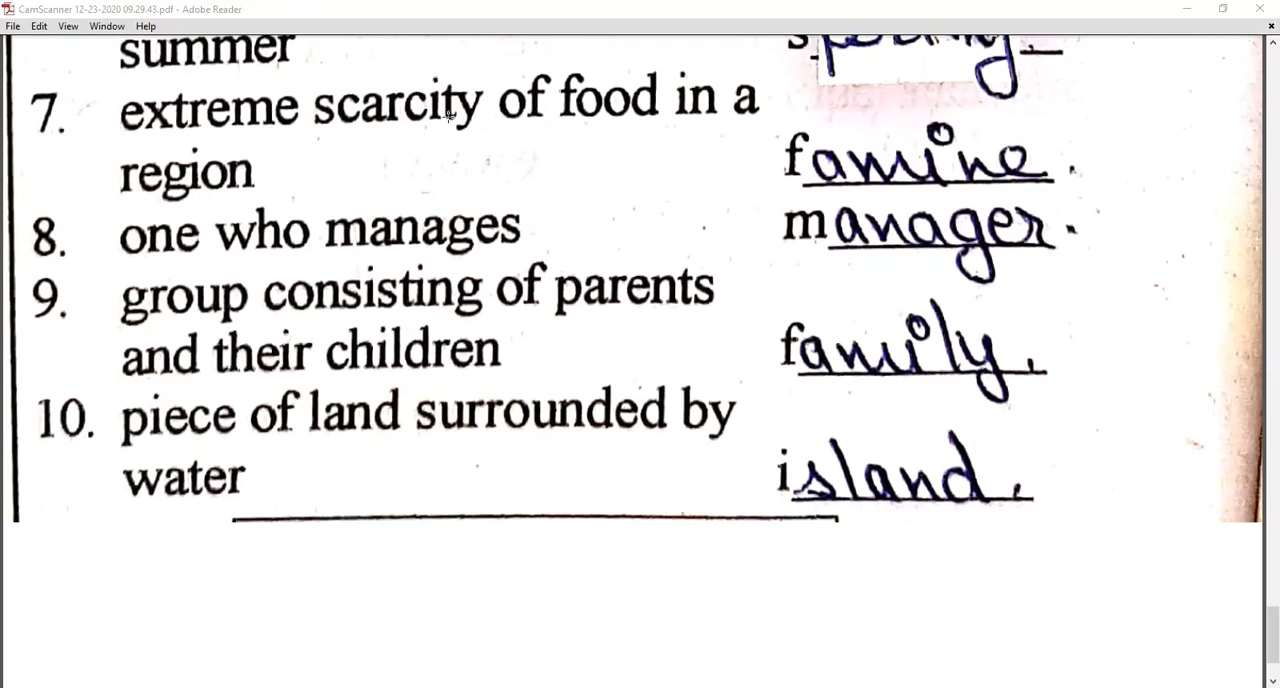 CamScanner 12-23-2020 09.29.43.pdf - Adobe Reader
File Edit View Window Help
summer
7. extreme scarcity of food in a
region famine.
8. one who manages manager.
9. group consisting of parents
and their children family.
10. piece of land surrounded by
water island.